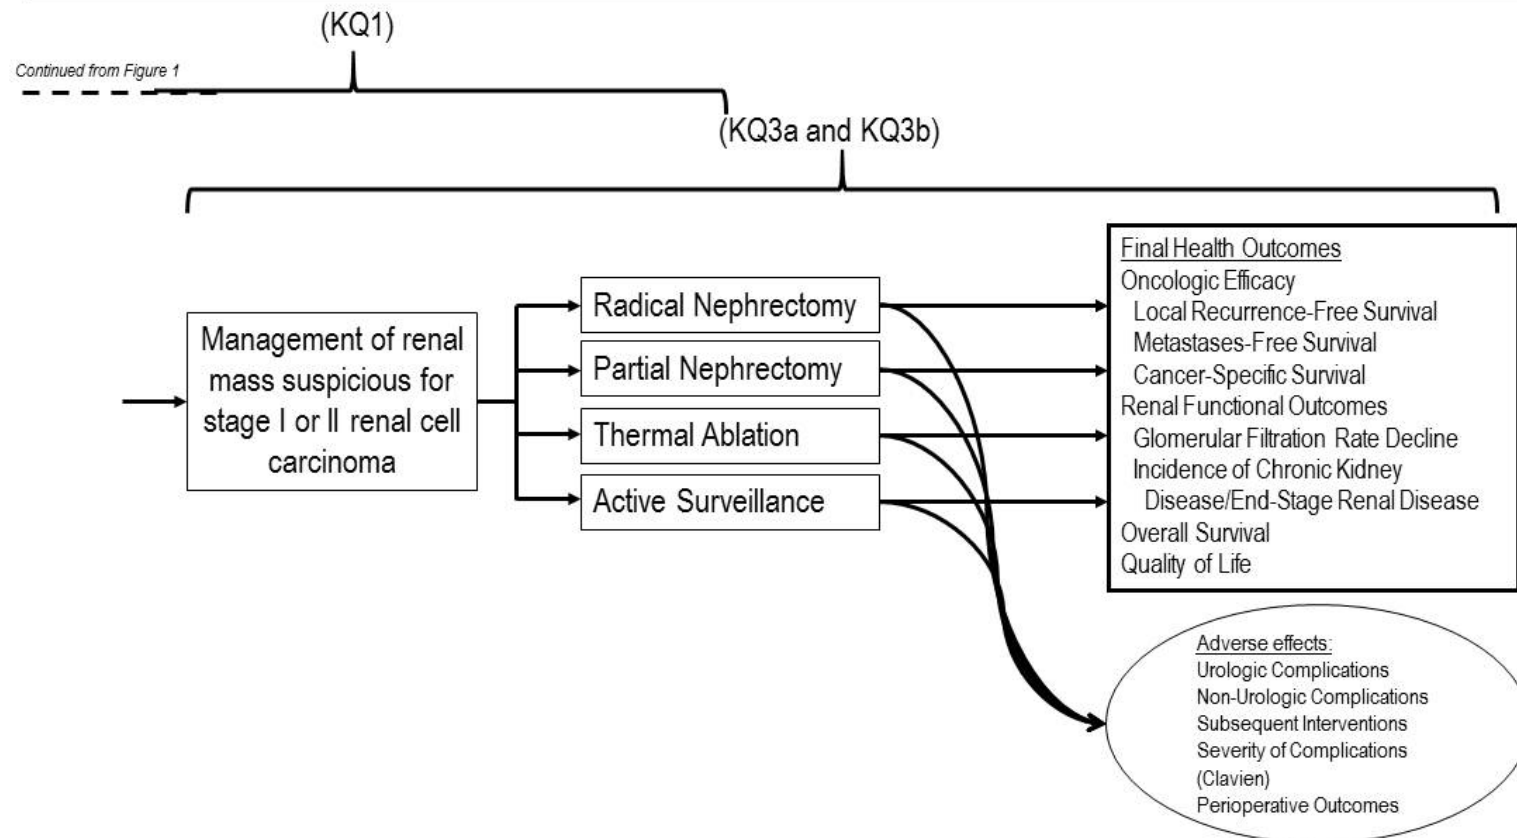 (KQ1)
Continued from Figure 1
(KQ3a and KQ3b)
Management of renal
mass suspicious for
stage I or II renal cell
carcinoma
Radical Nephrectomy
Partial Nephrectomy
Thermal Ablation
Active Surveillance
Final Health Outcomes
Oncologic Efficacy
Local Recurrence-Free Survival
Metastases-Free Survival
Cancer-Specific Survival
Renal Functional Outcomes
Glomerular Filtration Rate Decline
Incidence of Chronic Kidney
Disease/End-Stage Renal Disease
Overall Survival
Quality of Life
Adverse effects:
Urologic Complications
Non-Urologic Complications
Subsequent Interventions
Severity of Complications
(Clavien)
Perioperative Outcomes